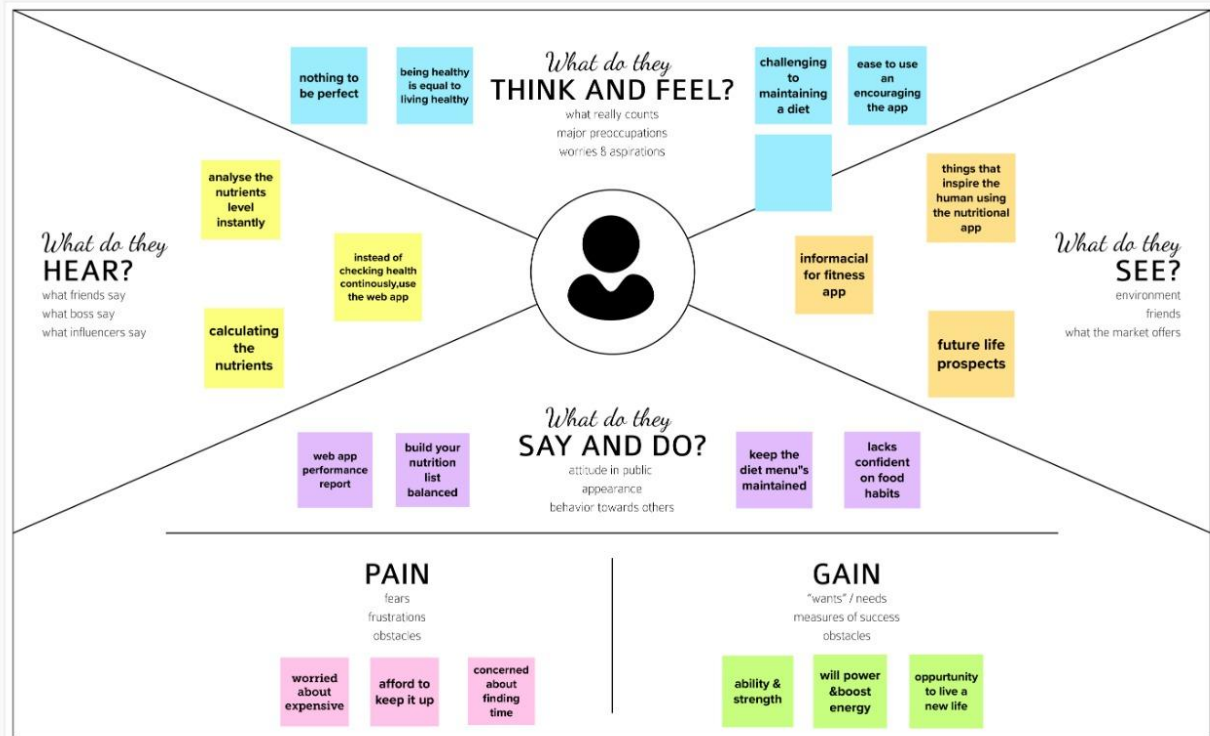 What do they
THINK AND FEEL?
what really counts
major preoccupations
worries & aspirations
nothing to
be perfect
being healthy
is equal to
living healthy
challenging
to
maintaining
a diet
ease to use
an
encouraging
the app
What do they
HEAR?
what friends say
what boss say
what influencers say
analyse the
nutrients
level
instantly
instead of
checking health
continously,use
the web app
calculating
the
nutrients
What do they
SEE?
environment
friends
what the market offers
things that
inspire the
human using
the nutritional
app
informacial
for fitness
app
future life
prospects
What do they
SAY AND DO?
attitude in public
appearance
behavior towards others
web app
performance
report
build your
nutrition
list
balanced
keep the
diet menu"s
maintained
lacks
confident
on food
habits
PAIN
fears
frustrations
obstacles
worried
about
expensive
afford to
keep it up
concerned
about
finding
time
GAIN
"wants" / needs
measures of success
obstacles
ability &
strength
will power
&boost
energy
oppurtunity
to live a
new life